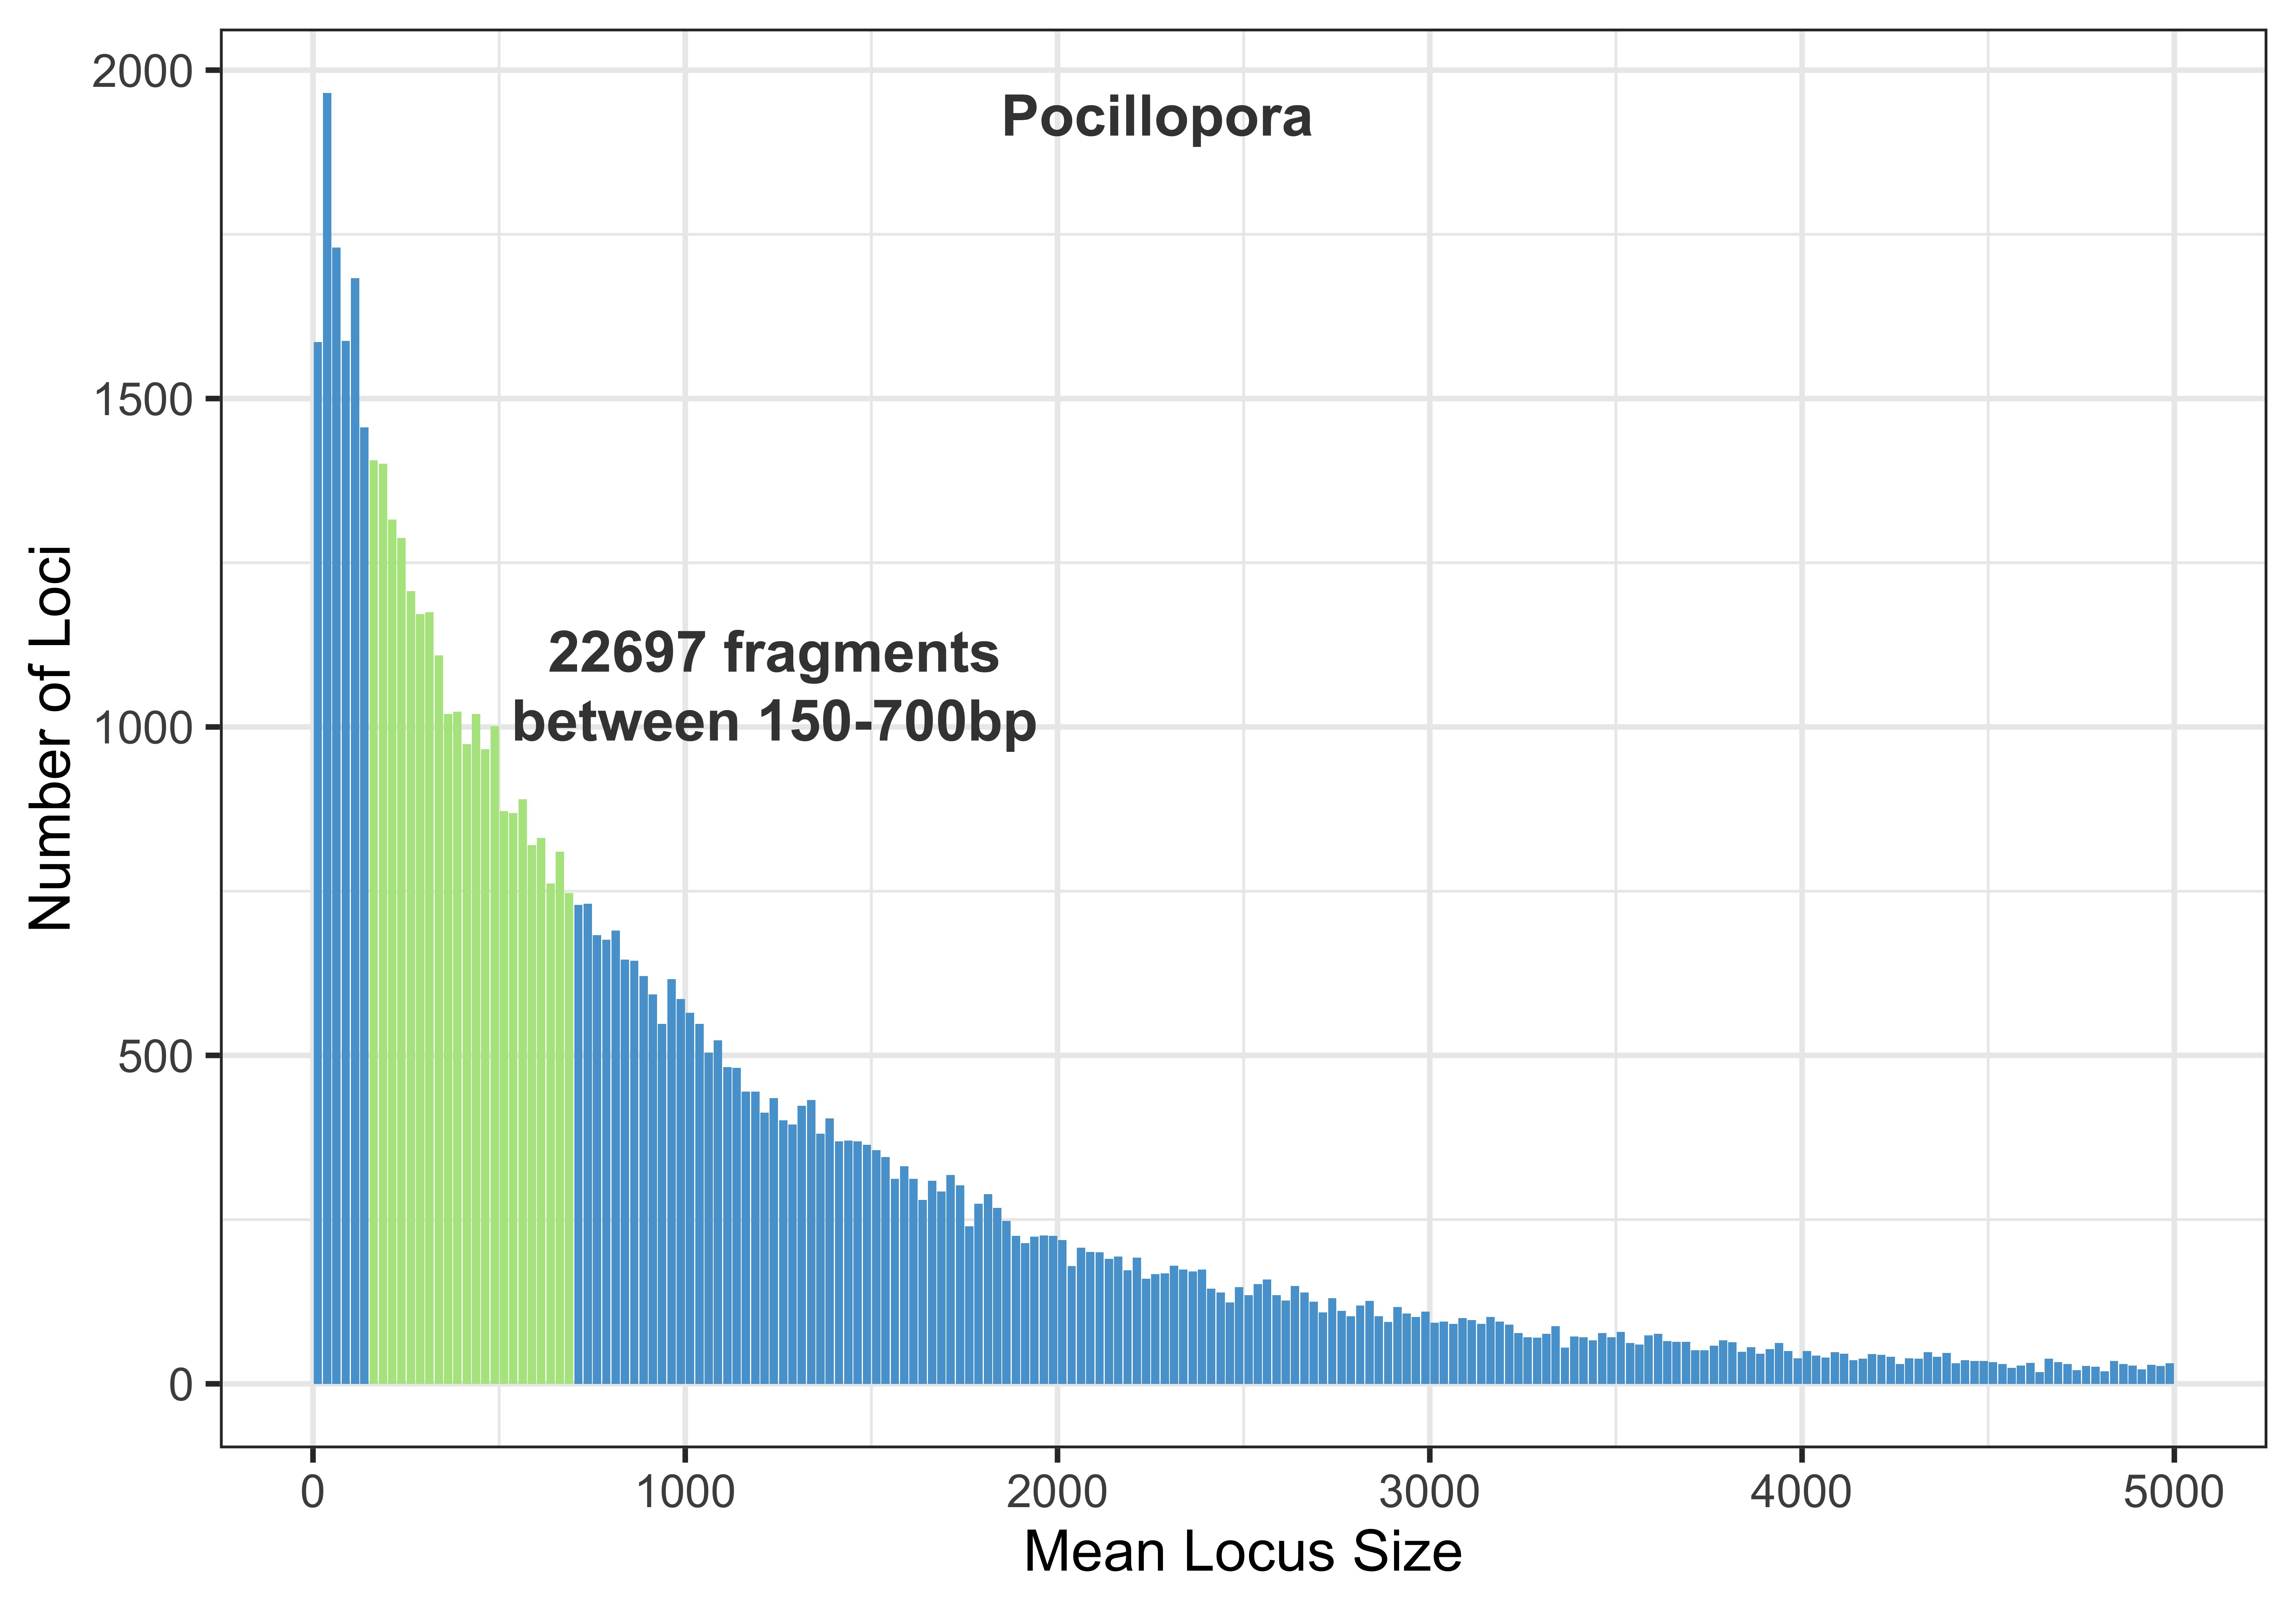 Pocillopora
22697 fragments
between 150-700bp
Number of Loci
2000
1500
1000
500
0
0 1000 2000 3000 4000 5000
Mean Locus Size